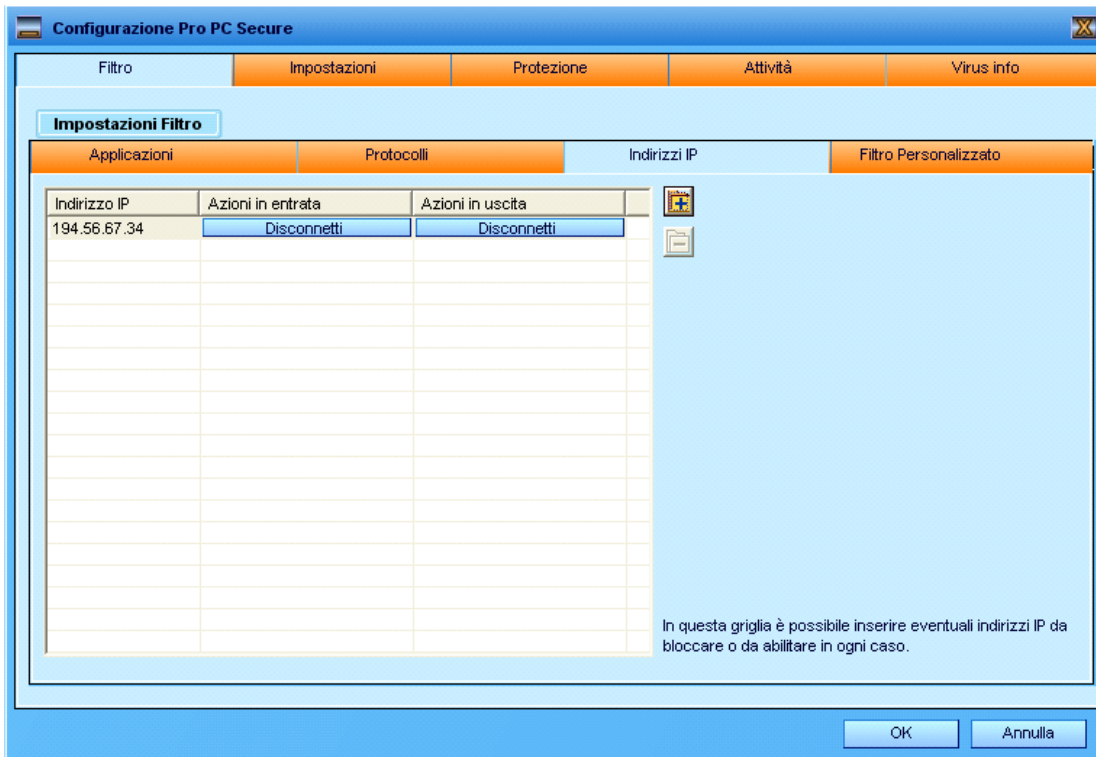 Configurazione Pro PC Secure
Filtro Impostazioni Protezione Attività Virus info
Impostazioni Filtro
Applicazioni Protocolli Indirizzi IP Filtro Personalizzato
Indirizzo IP Azioni in entrata Azioni in uscita
194.56.67.34 Disconnetti Disconnetti
In questa griglia è possibile inserire eventuali indirizzi IP da
bloccare o da abilitare in ogni caso.
OK Annulla